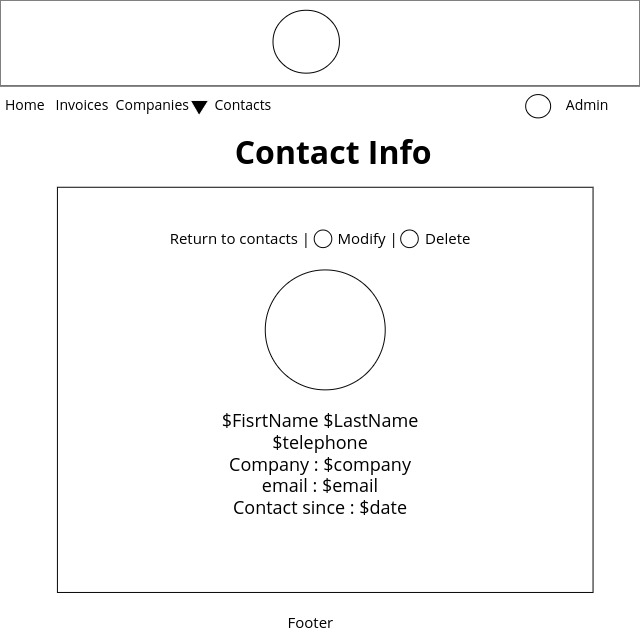 Home Invoices Companies Contacts Admin
Contact Info
Return to contacts | Modify | Delete
$FisrtName $LastName
$telephone
Company : $company
email : $email
Contact since : $date
Footer